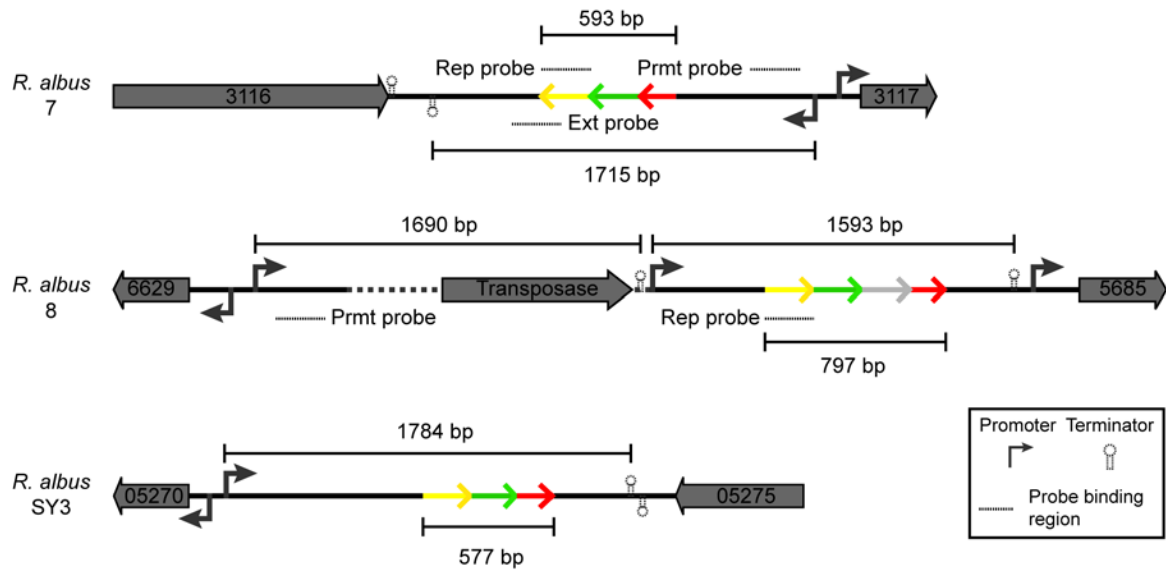 593 bp
R. albus
7
Rep probe
Prmt probe
3116
3117
Ext probe
1715 bp
1690 bp
1593 bp
R. albus
8
6629
Transposase
5685
Prmt probe
Rep probe
797 bp
1784 bp
R. albus
SY3
05270
05275
577 bp
Promoter Terminator
Probe binding
region